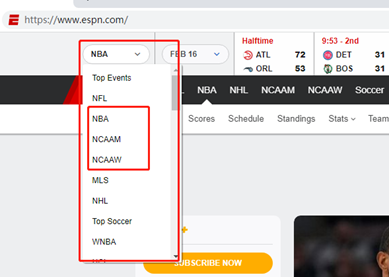 https://www.espn.com/
NBA
FEB 16
Halftime
ATL 72
ORL 53
9:53 - 2nd
DET 31
BOS 31
NBA NHL NCAAM NCAAW Soccer
Scores Schedule Standings Stats Teams
Top Events
NFL
NBA
NCAAM
NCAAW
MLS
NHL
Top Soccer
WNBA
SUBSCRIBE NOW